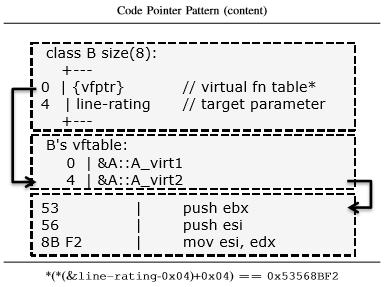 Code Pointer Pattern (content)
class B size(8):
+---
0 | {vfptr} // virtual fn table*
4 | line-rating // target parameter
+---
B's vftable:
0 | &A::A_virt1
4 | &A::A_virt2
53 | push ebx
56 | push esi
8B F2 | mov esi, edx
*(*(&line-rating-0x04)+0x04) == 0x53568BF2